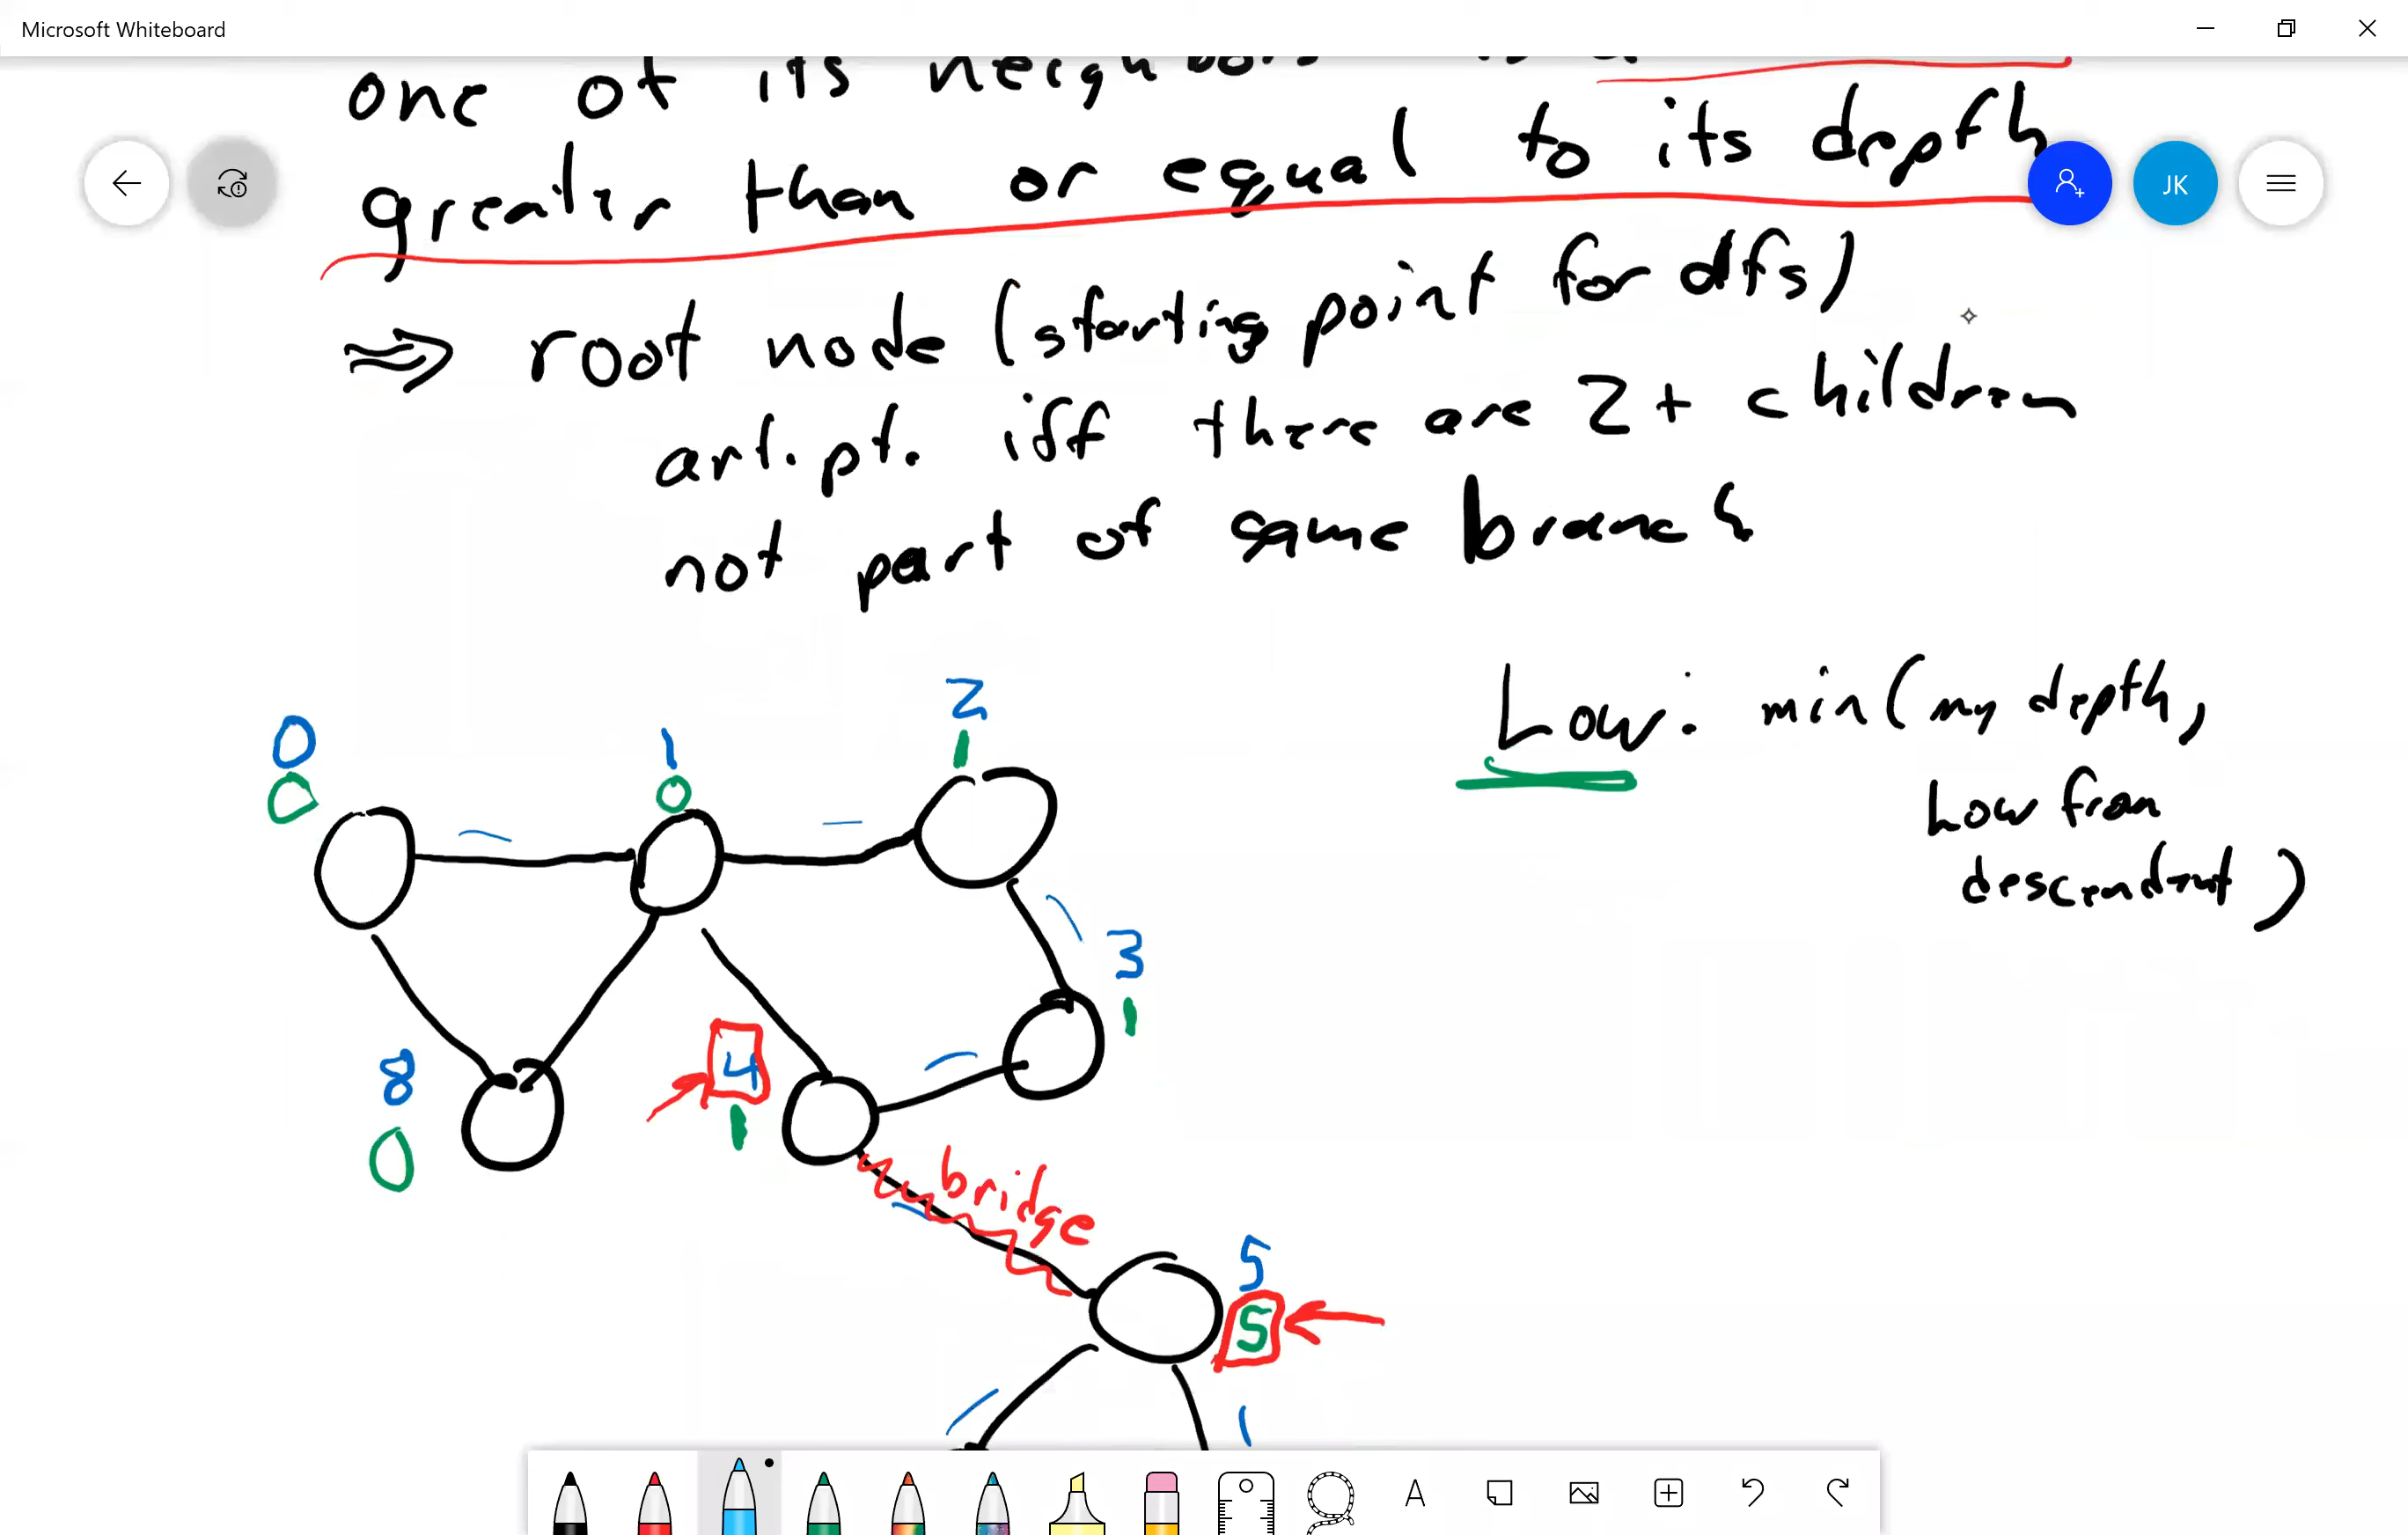 Microsoft Whiteboard
one of its neighbors
greater than or equal to its depth
JK
⇒ root node (starting point for dfs)
art. pt. iff there are 2+ children
not part of same branch
Low: min(my depth,
Low from
descendant)
2
0 1 1
0 0
3
1
4
8 1
0
bridge
5
5
1
A